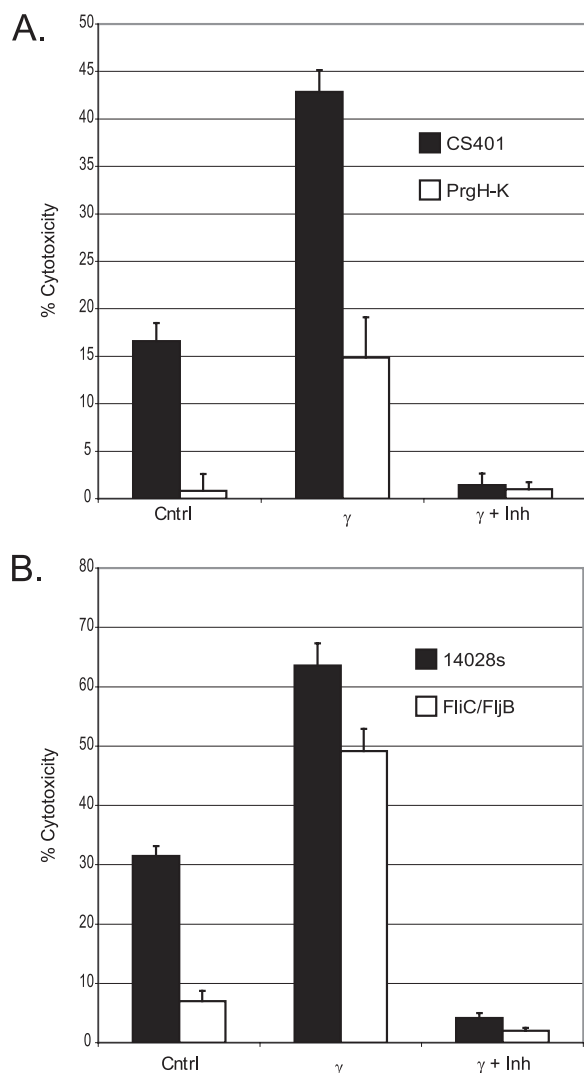 A.
50
45
40
35
30
25
20
15
10
5
0
% Cytotoxicity
CS401
PrgH-K
Cntrl γ γ + Inh
B.
80
70
60
50
40
30
20
10
0
% Cytotoxicity
14028s
FliC/FljB
Cntrl γ γ + Inh